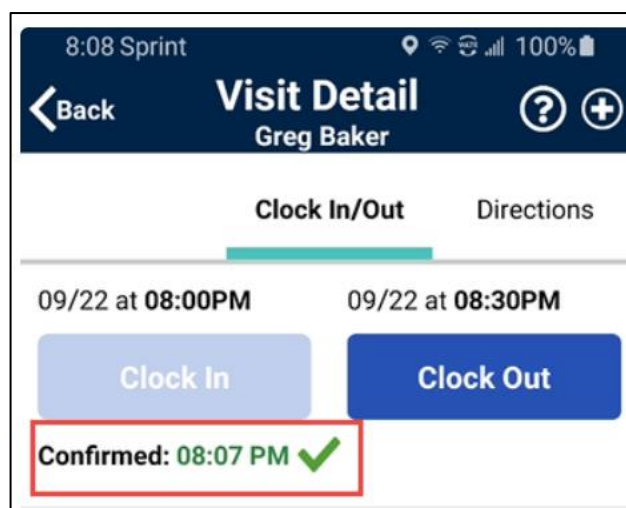 8:08 Sprint 100%
Back Visit Detail
Greg Baker
Clock In/Out Directions
09/22 at 08:00PM 09/22 at 08:30PM
Clock In Clock Out
Confirmed: 08:07 PM